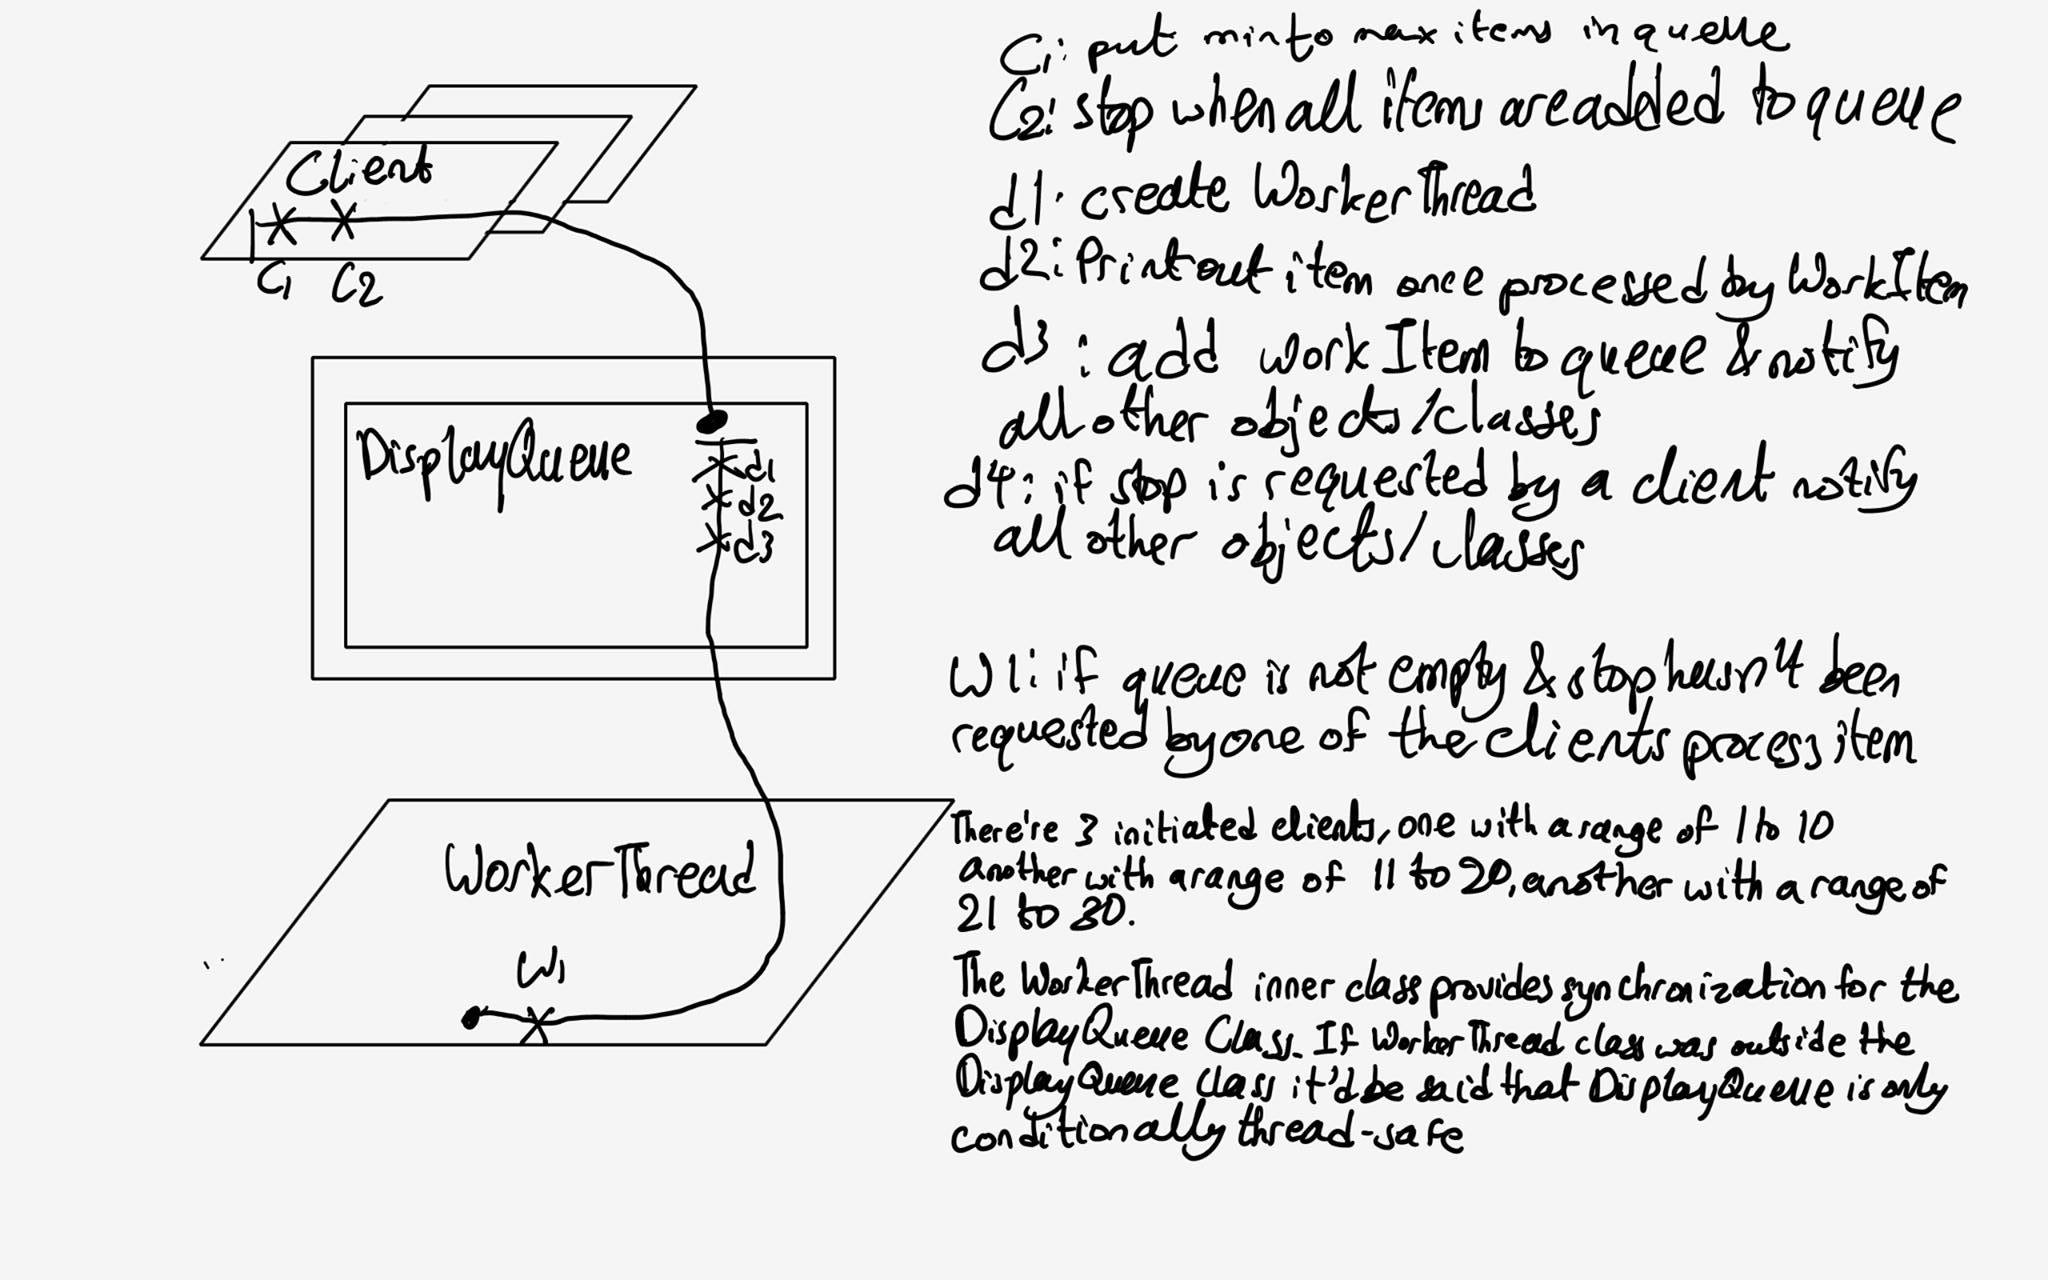 Client
C1 C2
DisplayQueue
d1
d2
d3
WorkerThread
W1
C1: put min to max items in queue
C2: stop when all items are added to queue
d1: create WorkerThread
d2: Print out item once processed by WorkItem
d3: add workItem to queue & notify
all other objects/classes
d4: if stop is requested by a client notify
all other objects/classes
W1: if queue is not empty & stop hasn't been
requested by one of the clients process item
There're 3 initiated clients, one with a range of 1 to 10
another with a range of 11 to 20, another with a range of
21 to 30.
The WorkerThread inner class provides synchronization for the
DisplayQueue Class. If WorkerThread class was outside the
DisplayQueue class it'd be said that DisplayQueue is only
conditionally thread-safe